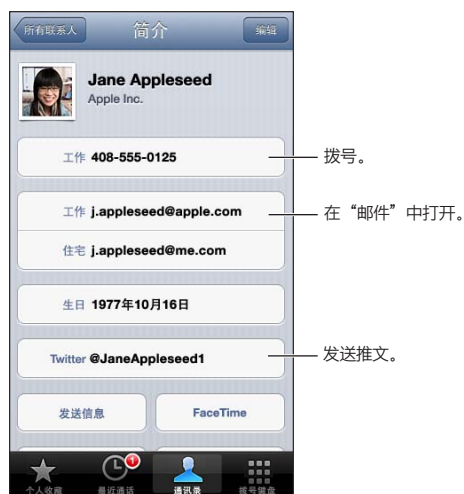 所有联系人 简介 编辑
Jane Appleseed
Apple Inc.
工作 408-555-0125
拨号。
工作 j.appleseed@apple.com
在“邮件”中打开。
住宅 j.appleseed@me.com
生日 1977年10月16日
Twitter @JaneAppleseed1
发送推文。
发送信息 FaceTime
1
个人收藏 最近通话 通讯录 拨号键盘